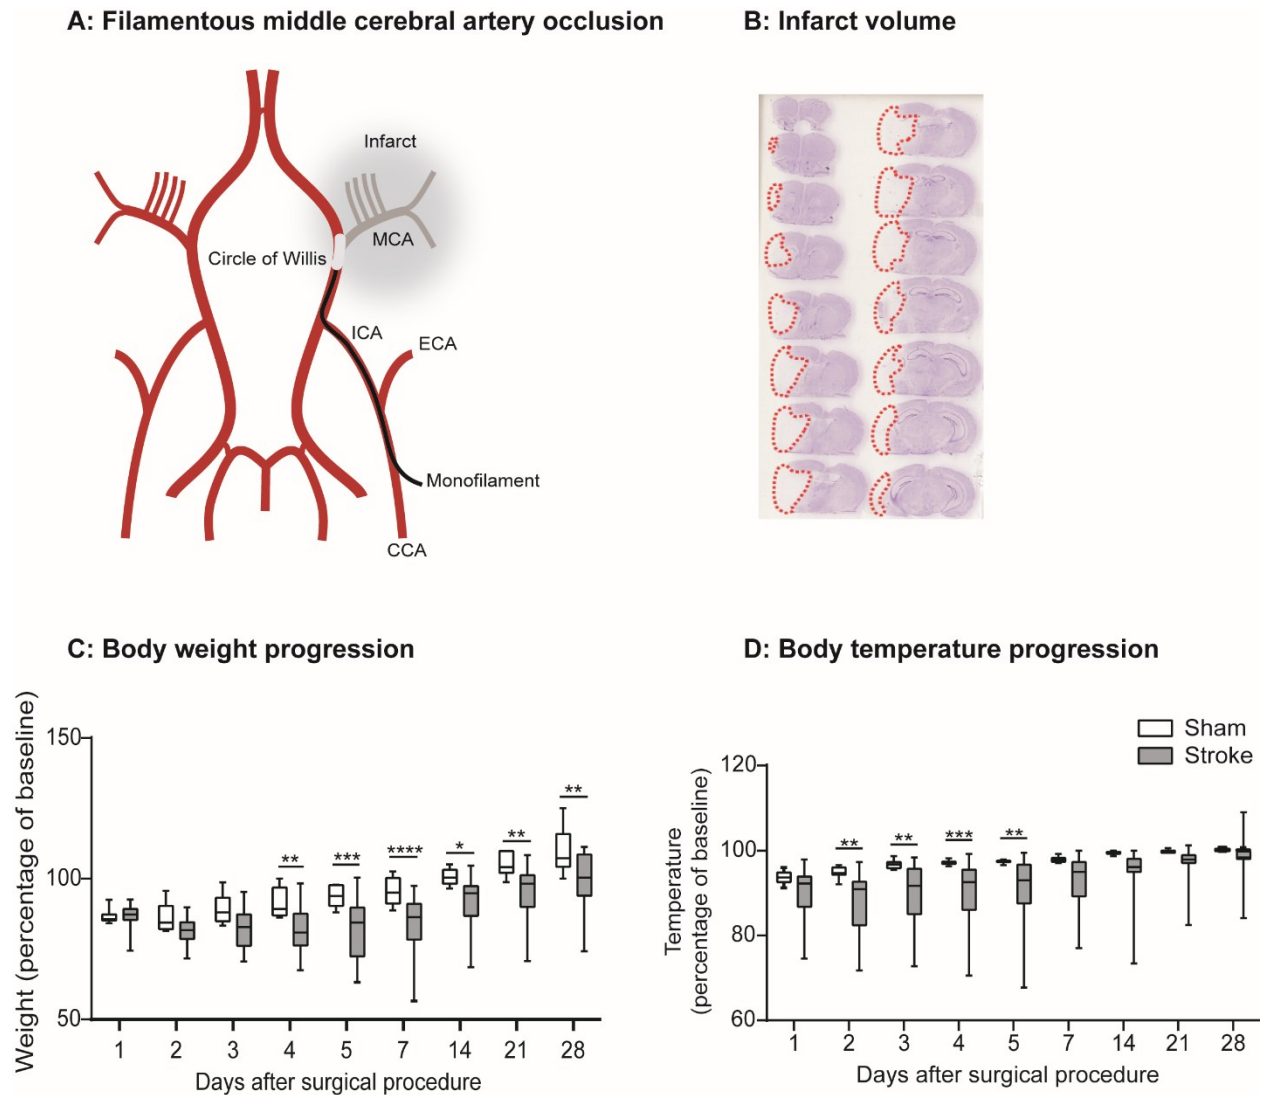 A: Filamentous middle cerebral artery occlusion
Infarct
MCA
Circle of Willis
ICA
ECA
Monofilament
CCA
B: Infarct volume
C: Body weight progression
Weight (percentage of baseline)
150
100
50
**
***
****
*
**
**
1 2 3 4 5 7 14 21 28
Days after surgical procedure
D: Body temperature progression
Sham
Stroke
Temperature
(percentage of baseline)
120
100
80
60
**
**
***
**
1 2 3 4 5 7 14 21 28
Days after surgical procedure